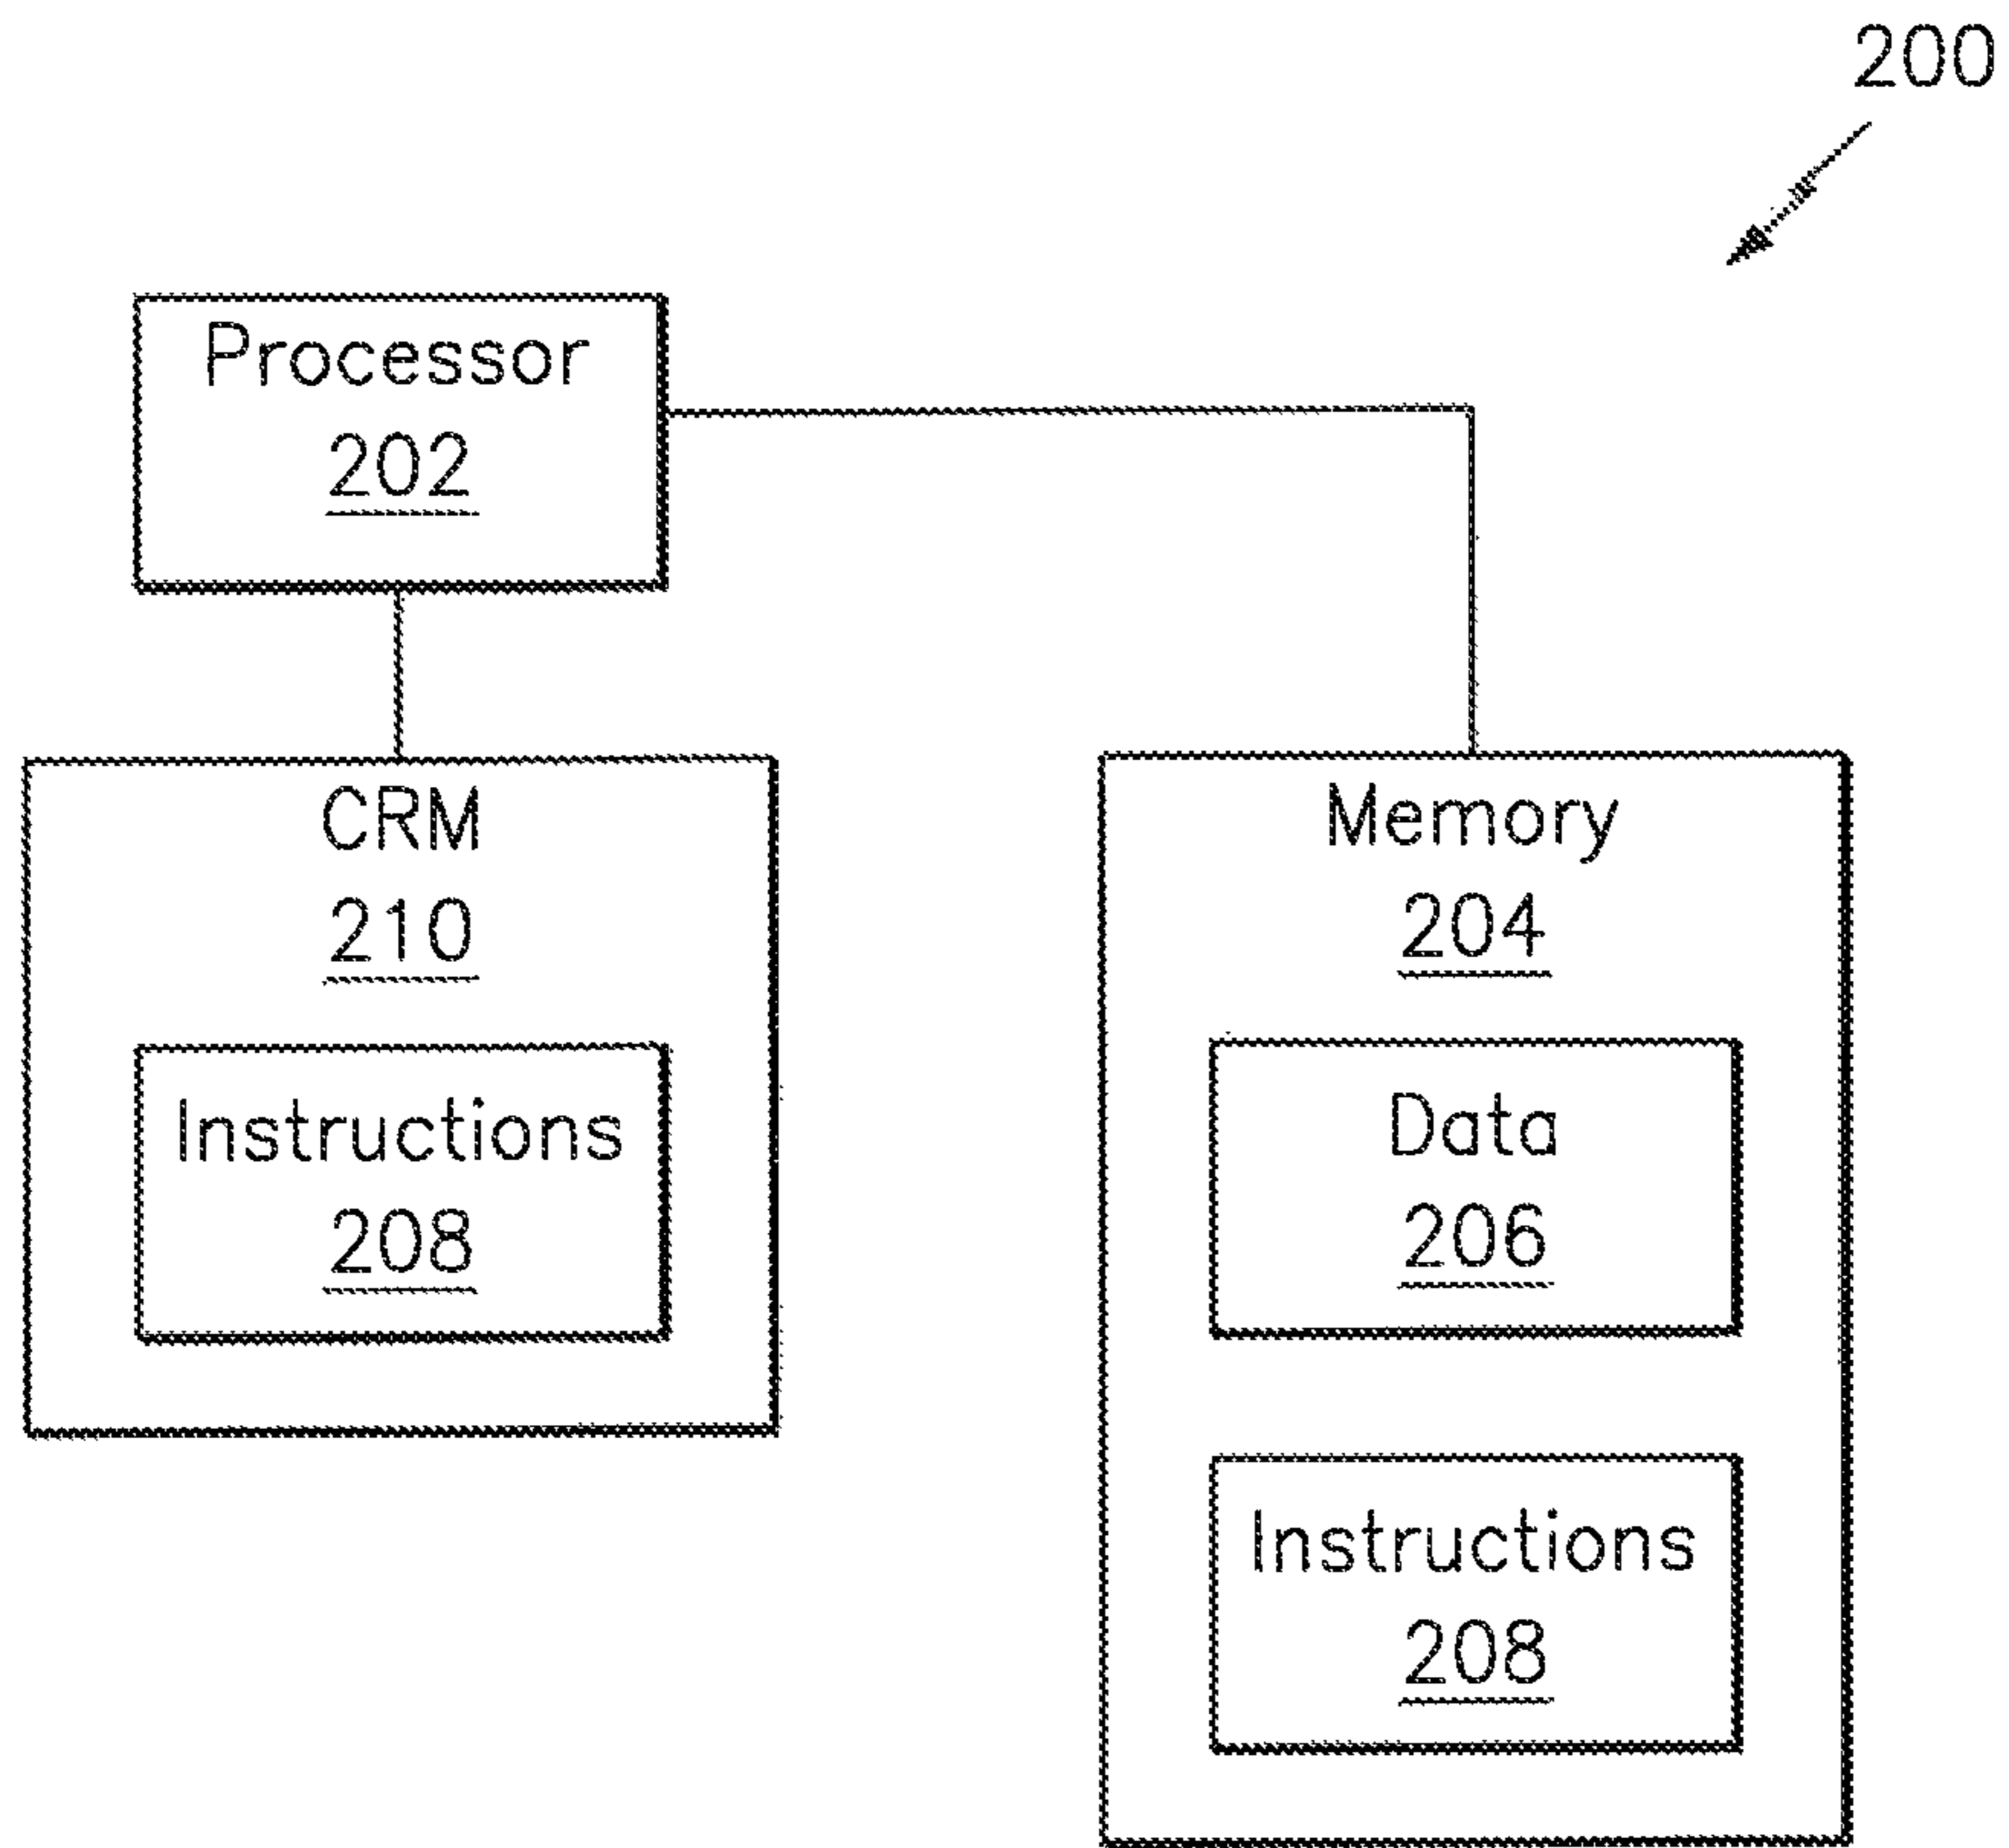 200
Processor
202
CRM
210
Instructions
208
Memory
204
Data
206
Instructions
208